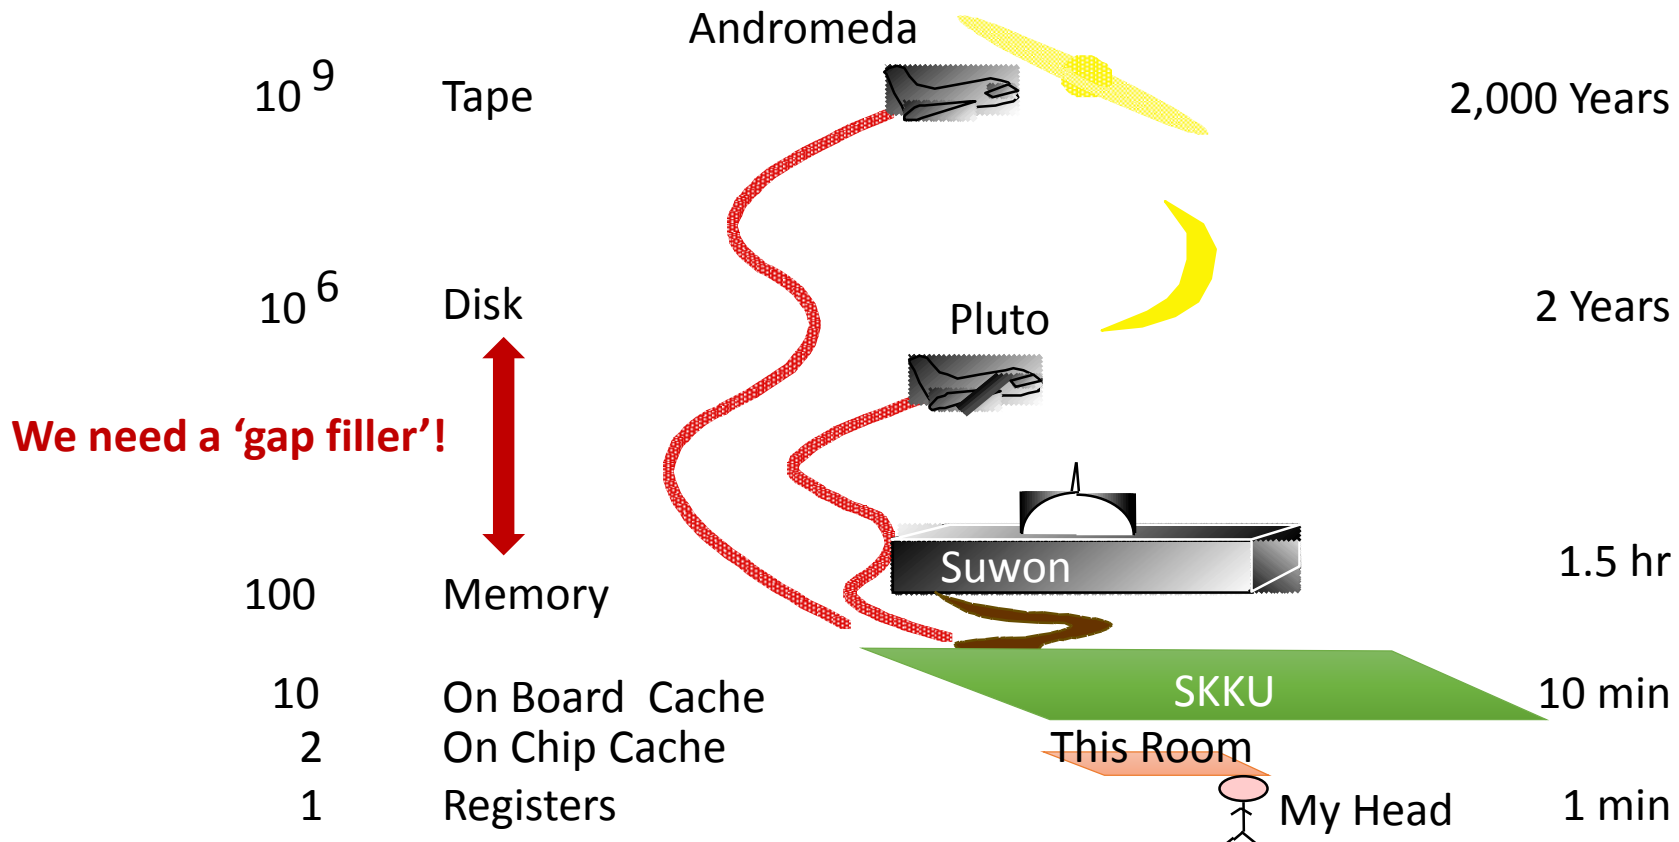 Andromeda
10 9 Tape 2,000 Years
10 6 Disk 2 Years
Pluto
We need a ‘gap filler’!
Suwon 1.5 hr
100 Memory
10 On Board Cache SKKU 10 min
2 On Chip Cache This Room
1 Registers My Head 1 min